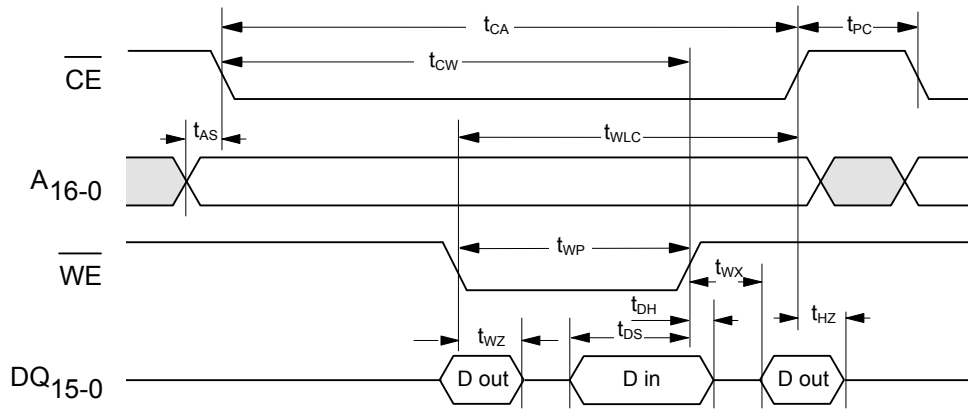 tCA
tPC
CE
tCW
tAS
tWLC
A16-0
WE
tWP
tWX
tDH
tHZ
tWZ
tDS
DQ15-0
D out
D in
D out